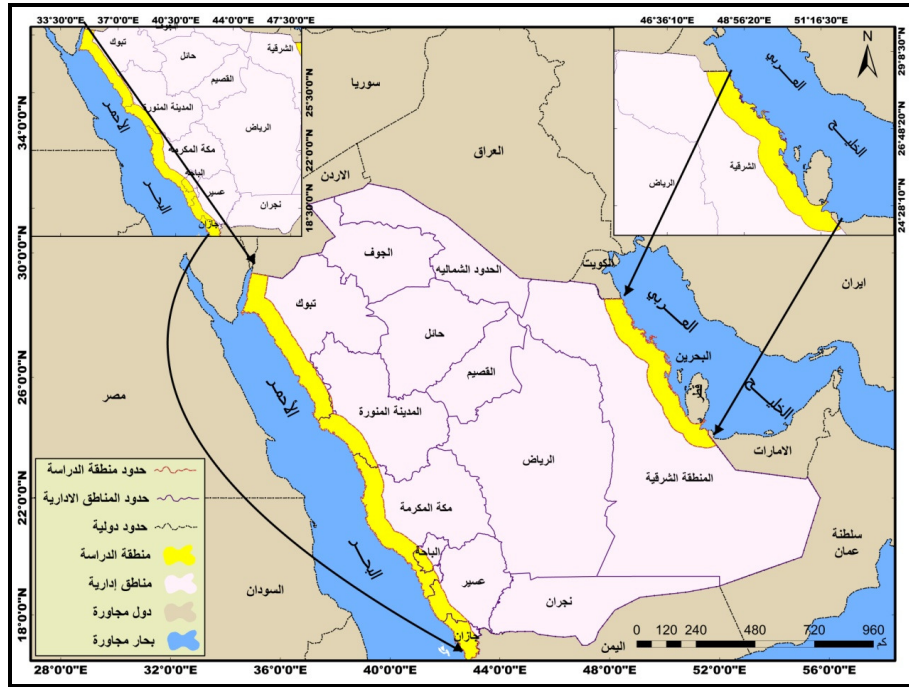 33°30'0"E 37°0'0"E 40°30'0"E 44°0'0"E 47°30'0"E
46°36'10"E 48°56'20"E 51°16'30"E
34°0'0"N
30°0'0"N
26°0'0"N
22°0'0"N
18°0'0"N
25°30'0"N
22°0'0"N
18°30'0"N
29°8'30"N
26°48'20"N
24°28'10"N
الجوف
تبوك
حائل
الشرقية
القصيم
المدينة المنورة
الرياض
مكة المكرمة
الباحة
عسير
نجران
جازان
البحر
الأحمر
N
الخليج
العربي
الشرقية
الرياض
سوريا
العراق
الاردن
الكويت
ايران
الجوف
الحدود الشماليه
تبوك
حائل
القصيم
المدينة المنورة
الرياض
المنطقة الشرقية
مكة المكرمة
الباحة
عسير
نجران
جازان
البحر
الأحمر
الخليج
العربي
البحرين
قطر
الامارات
سلطنة
عمان
اليمن
مصر
السودان
حدود منطقة الدراسة
حدود المناطق الادارية
حدود دولية
منطقة الدراسة
مناطق إدارية
دول مجاورة
بحار مجاورة
0 120 240 480 720 960
كم
28°0'0"E 32°0'0"E 36°0'0"E 40°0'0"E 44°0'0"E 48°0'0"E 52°0'0"E 56°0'0"E